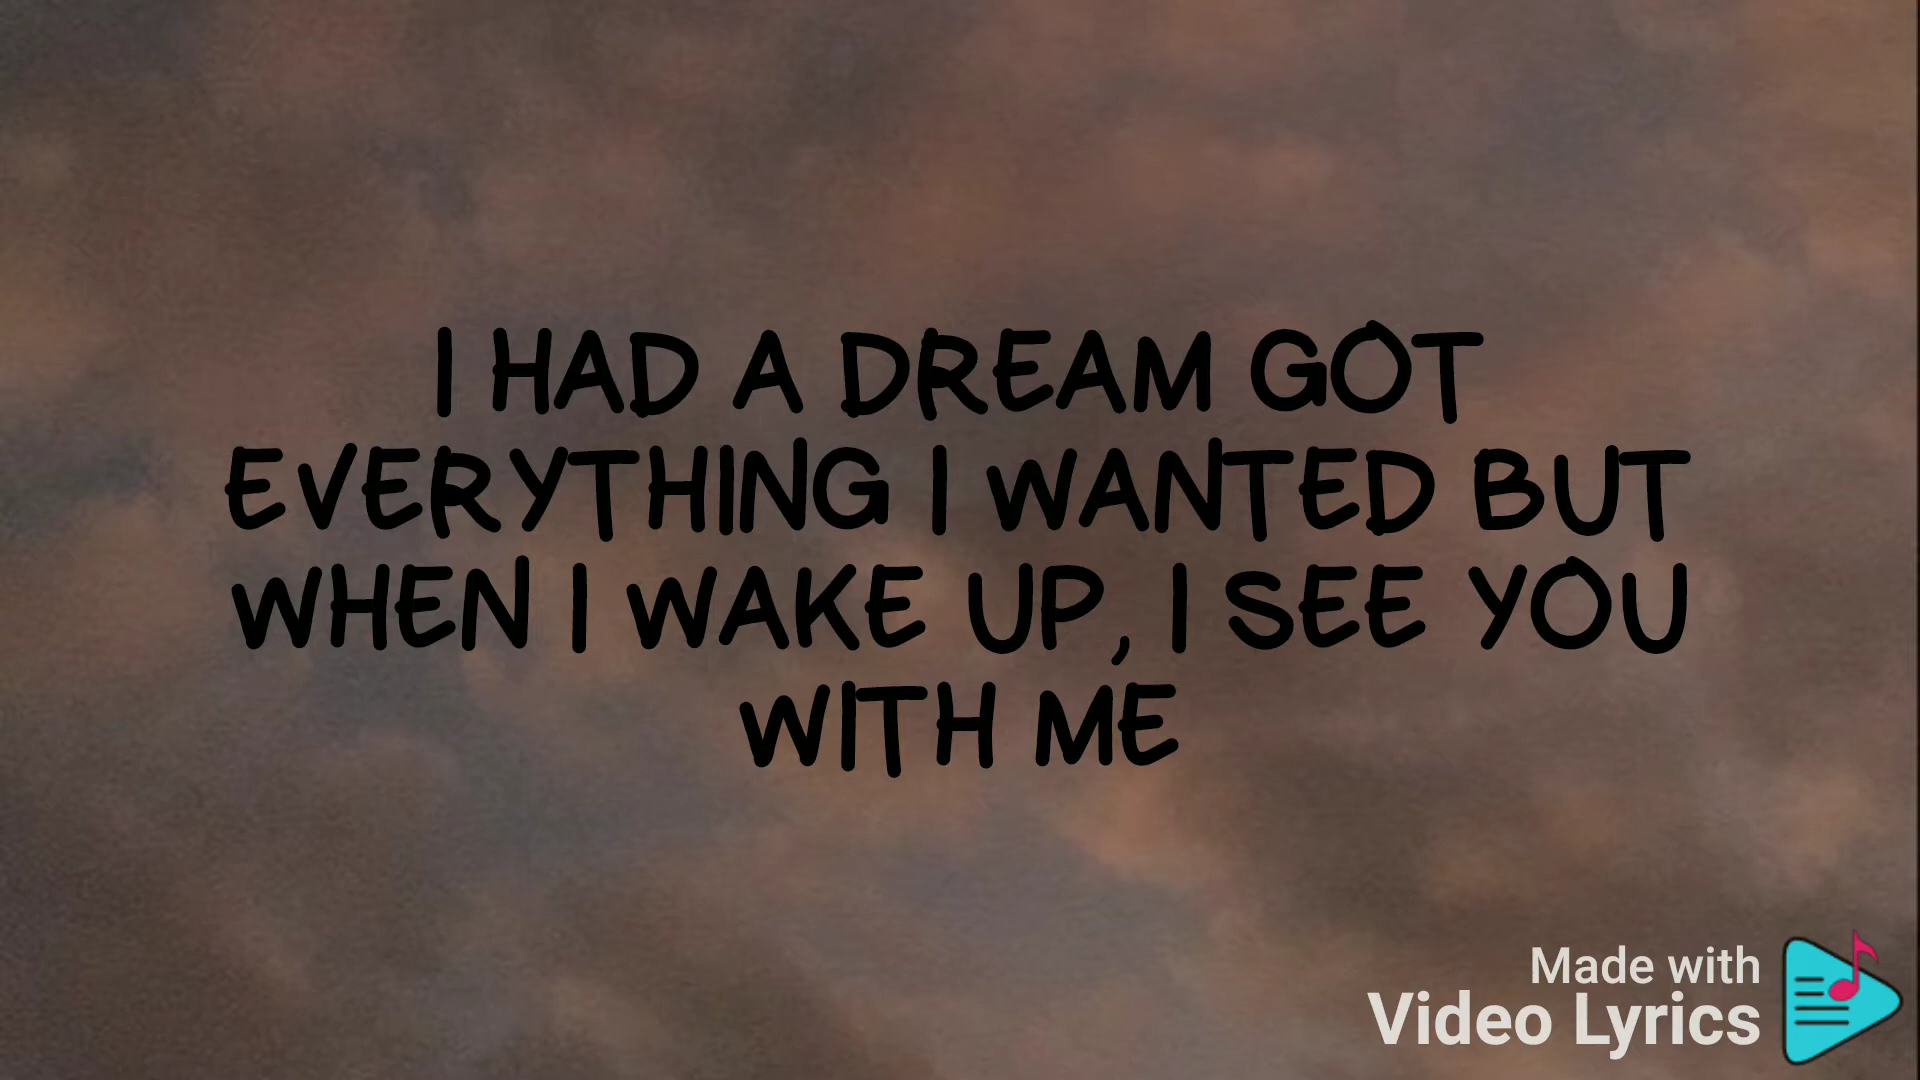 I HAD A DREAM GOT
EVERYTHING I WANTED BUT
WHEN I WAKE UP, I SEE YOU
WITH ME
Made with
Video Lyrics